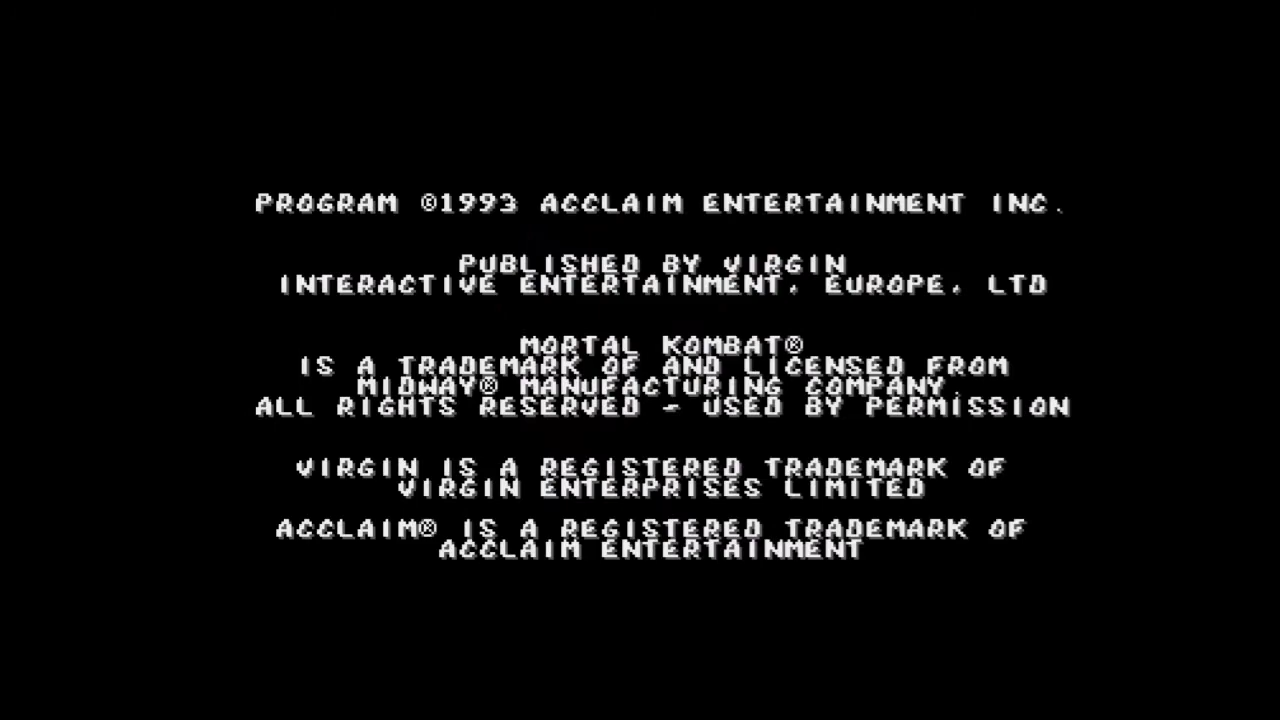 PROGRAM ©1993 ACCLAIM ENTERTAINMENT INC.
PUBLISHED BY VIRGIN
INTERACTIVE ENTERTAINMENT. EUROPE. LTD
MORTAL KOMBAT®
IS A TRADEMARK OF AND LICENSED FROM
MIDWAY® MANUFACTURING COMPANY.
ALL RIGHTS RESERVED - USED BY PERMISSION
VIRGIN IS A REGISTERED TRADEMARK OF
VIRGIN ENTERPRISES LIMITED
ACCLAIM® IS A REGISTERED TRADEMARK OF
ACCLAIM ENTERTAINMENT